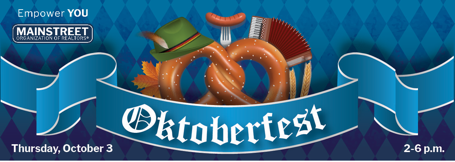 Empower YOU
MAINSTREET
ORGANIZATION OF REALTORS®
Oktoberfest
Thursday, October 3
2-6 p.m.